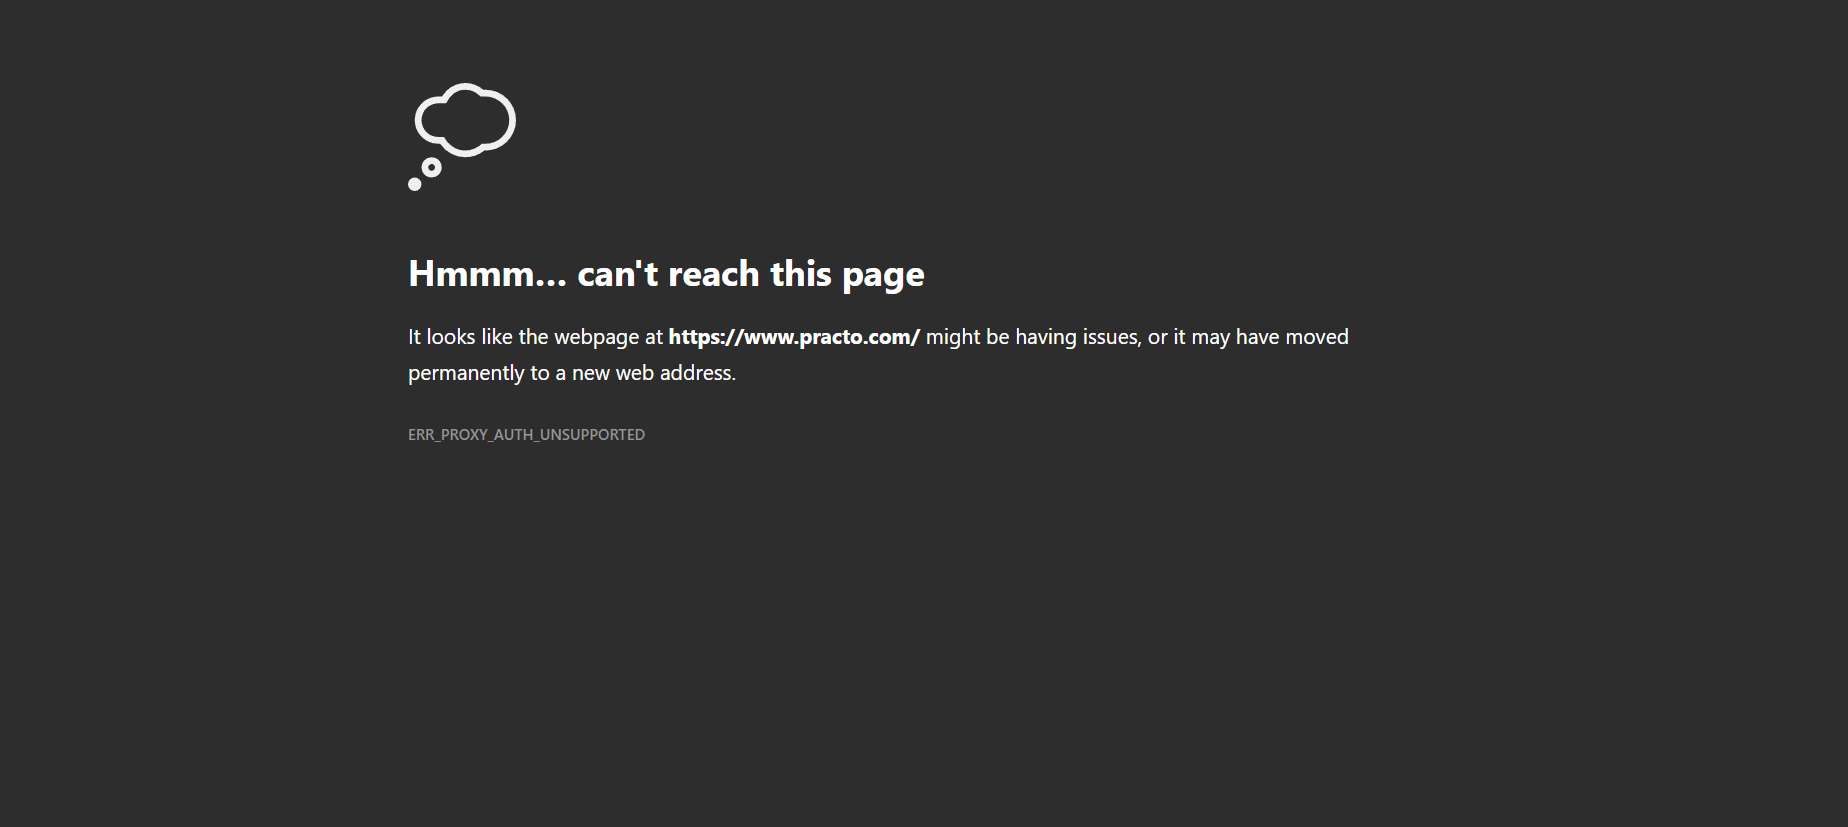 Hmmm... can't reach this page
It looks like the webpage at https://www.practo.com/ might be having issues, or it may have moved
permanently to a new web address.
ERR_PROXY_AUTH_UNSUPPORTED